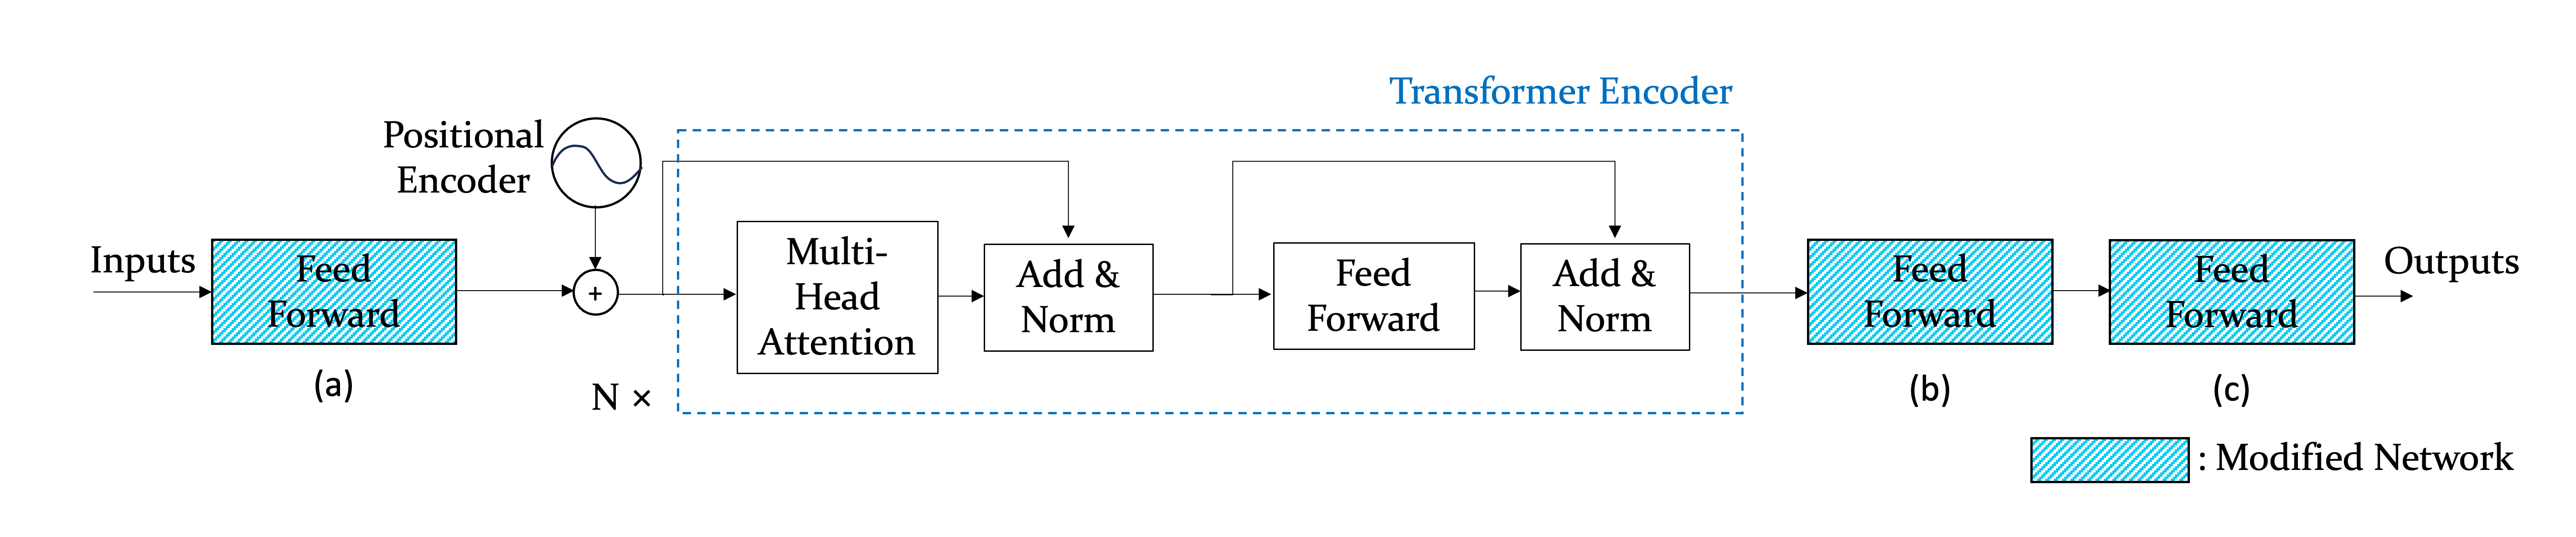 Transformer Encoder
Positional
Encoder
Inputs
Feed
Forward
(a)
+
N ×
Multi-
Head
Attention
Add &
Norm
Feed
Forward
Add &
Norm
Feed
Forward
(b)
Feed
Forward
(c)
Outputs
: Modified Network